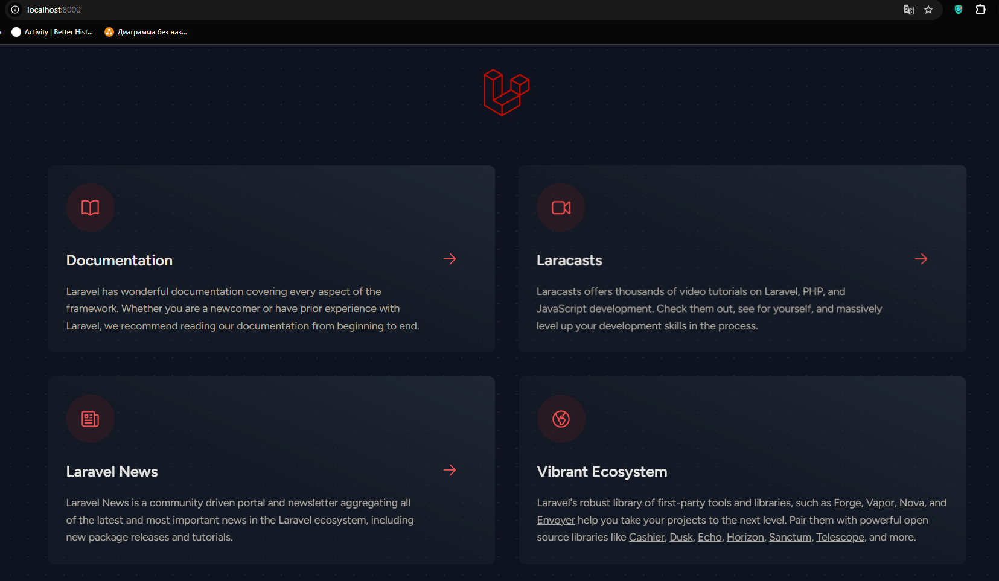 localhost:8000
a Activity | Better Hist... Диаграмма без наз...
Documentation
Laravel has wonderful documentation covering every aspect of the
framework. Whether you are a newcomer or have prior experience with
Laravel, we recommend reading our documentation from beginning to end.
Laracasts
Laracasts offers thousands of video tutorials on Laravel, PHP, and
JavaScript development. Check them out, see for yourself, and massively
level up your development skills in the process.
Laravel News
Laravel News is a community driven portal and newsletter aggregating all
of the latest and most important news in the Laravel ecosystem, including
new package releases and tutorials.
Vibrant Ecosystem
Laravel's robust library of first-party tools and libraries, such as Forge, Vapor, Nova, and
Envoyer help you take your projects to the next level. Pair them with powerful open
source libraries like Cashier, Dusk, Echo, Horizon, Sanctum, Telescope, and more.